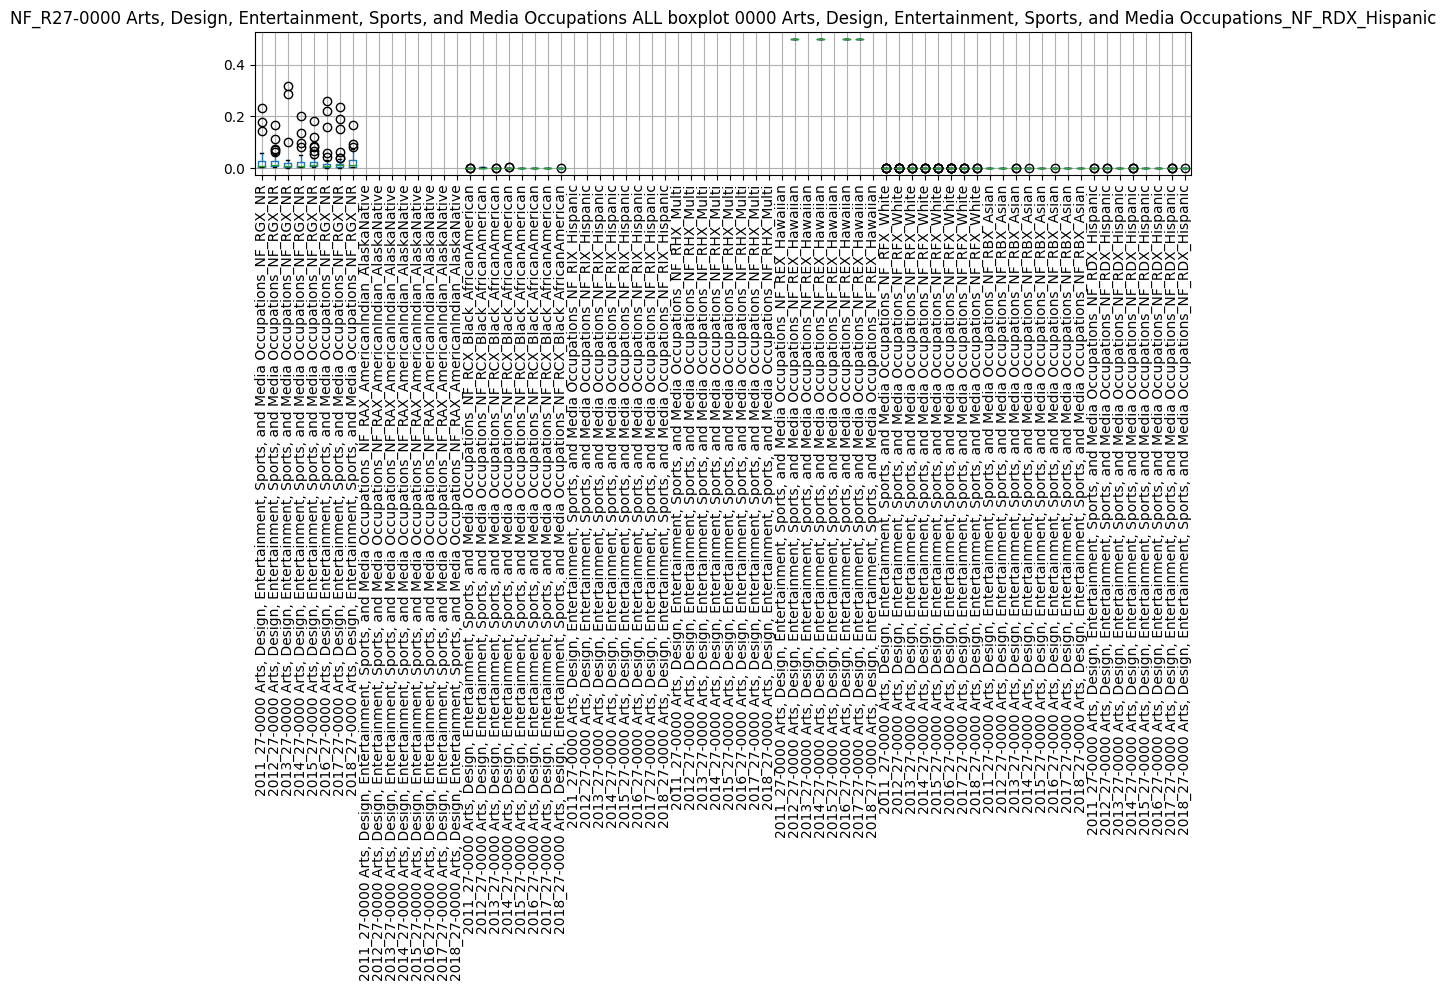 NF_R27-0000 Arts, Design, Entertainment, Sports, and Media Occupations ALL boxplot 0000 Arts, Design, Entertainment, Sports, and Media Occupations_NF_RDX_Hispanic
0.4
0.2
0.0
2011_27-0000 Arts, Design, Entertainment, Sports, and Media Occupations_NF_RGX_NR
2012_27-0000 Arts, Design, Entertainment, Sports, and Media Occupations_NF_RGX_NR
2013_27-0000 Arts, Design, Entertainment, Sports, and Media Occupations_NF_RGX_NR
2014_27-0000 Arts, Design, Entertainment, Sports, and Media Occupations_NF_RGX_NR
2015_27-0000 Arts, Design, Entertainment, Sports, and Media Occupations_NF_RGX_NR
2016_27-0000 Arts, Design, Entertainment, Sports, and Media Occupations_NF_RGX_NR
2017_27-0000 Arts, Design, Entertainment, Sports, and Media Occupations_NF_RGX_NR
2018_27-0000 Arts, Design, Entertainment, Sports, and Media Occupations_NF_RGX_NR
2011_27-0000 Arts, Design, Entertainment, Sports, and Media Occupations_NF_RAX_AmericanIndian_AlaskaNative
2012_27-0000 Arts, Design, Entertainment, Sports, and Media Occupations_NF_RAX_AmericanIndian_AlaskaNative
2013_27-0000 Arts, Design, Entertainment, Sports, and Media Occupations_NF_RAX_AmericanIndian_AlaskaNative
2014_27-0000 Arts, Design, Entertainment, Sports, and Media Occupations_NF_RAX_AmericanIndian_AlaskaNative
2015_27-0000 Arts, Design, Entertainment, Sports, and Media Occupations_NF_RAX_AmericanIndian_AlaskaNative
2016_27-0000 Arts, Design, Entertainment, Sports, and Media Occupations_NF_RAX_AmericanIndian_AlaskaNative
2017_27-0000 Arts, Design, Entertainment, Sports, and Media Occupations_NF_RAX_AmericanIndian_AlaskaNative
2018_27-0000 Arts, Design, Entertainment, Sports, and Media Occupations_NF_RAX_AmericanIndian_AlaskaNative
2011_27-0000 Arts, Design, Entertainment, Sports, and Media Occupations_NF_RCX_Black_AfricanAmerican
2012_27-0000 Arts, Design, Entertainment, Sports, and Media Occupations_NF_RCX_Black_AfricanAmerican
2013_27-0000 Arts, Design, Entertainment, Sports, and Media Occupations_NF_RCX_Black_AfricanAmerican
2014_27-0000 Arts, Design, Entertainment, Sports, and Media Occupations_NF_RCX_Black_AfricanAmerican
2015_27-0000 Arts, Design, Entertainment, Sports, and Media Occupations_NF_RCX_Black_AfricanAmerican
2016_27-0000 Arts, Design, Entertainment, Sports, and Media Occupations_NF_RCX_Black_AfricanAmerican
2017_27-0000 Arts, Design, Entertainment, Sports, and Media Occupations_NF_RCX_Black_AfricanAmerican
2018_27-0000 Arts, Design, Entertainment, Sports, and Media Occupations_NF_RCX_Black_AfricanAmerican
2011_27-0000 Arts, Design, Entertainment, Sports, and Media Occupations_NF_RIX_Hispanic
2012_27-0000 Arts, Design, Entertainment, Sports, and Media Occupations_NF_RIX_Hispanic
2013_27-0000 Arts, Design, Entertainment, Sports, and Media Occupations_NF_RIX_Hispanic
2014_27-0000 Arts, Design, Entertainment, Sports, and Media Occupations_NF_RIX_Hispanic
2015_27-0000 Arts, Design, Entertainment, Sports, and Media Occupations_NF_RIX_Hispanic
2016_27-0000 Arts, Design, Entertainment, Sports, and Media Occupations_NF_RIX_Hispanic
2017_27-0000 Arts, Design, Entertainment, Sports, and Media Occupations_NF_RIX_Hispanic
2018_27-0000 Arts, Design, Entertainment, Sports, and Media Occupations_NF_RIX_Hispanic
2011_27-0000 Arts, Design, Entertainment, Sports, and Media Occupations_NF_RHX_Multi
2012_27-0000 Arts, Design, Entertainment, Sports, and Media Occupations_NF_RHX_Multi
2013_27-0000 Arts, Design, Entertainment, Sports, and Media Occupations_NF_RHX_Multi
2014_27-0000 Arts, Design, Entertainment, Sports, and Media Occupations_NF_RHX_Multi
2015_27-0000 Arts, Design, Entertainment, Sports, and Media Occupations_NF_RHX_Multi
2016_27-0000 Arts, Design, Entertainment, Sports, and Media Occupations_NF_RHX_Multi
2017_27-0000 Arts, Design, Entertainment, Sports, and Media Occupations_NF_RHX_Multi
2018_27-0000 Arts, Design, Entertainment, Sports, and Media Occupations_NF_RHX_Multi
2011_27-0000 Arts, Design, Entertainment, Sports, and Media Occupations_NF_REX_Hawaiian
2012_27-0000 Arts, Design, Entertainment, Sports, and Media Occupations_NF_REX_Hawaiian
2013_27-0000 Arts, Design, Entertainment, Sports, and Media Occupations_NF_REX_Hawaiian
2014_27-0000 Arts, Design, Entertainment, Sports, and Media Occupations_NF_REX_Hawaiian
2015_27-0000 Arts, Design, Entertainment, Sports, and Media Occupations_NF_REX_Hawaiian
2016_27-0000 Arts, Design, Entertainment, Sports, and Media Occupations_NF_REX_Hawaiian
2017_27-0000 Arts, Design, Entertainment, Sports, and Media Occupations_NF_REX_Hawaiian
2018_27-0000 Arts, Design, Entertainment, Sports, and Media Occupations_NF_REX_Hawaiian
2011_27-0000 Arts, Design, Entertainment, Sports, and Media Occupations_NF_RFX_White
2012_27-0000 Arts, Design, Entertainment, Sports, and Media Occupations_NF_RFX_White
2013_27-0000 Arts, Design, Entertainment, Sports, and Media Occupations_NF_RFX_White
2014_27-0000 Arts, Design, Entertainment, Sports, and Media Occupations_NF_RFX_White
2015_27-0000 Arts, Design, Entertainment, Sports, and Media Occupations_NF_RFX_White
2016_27-0000 Arts, Design, Entertainment, Sports, and Media Occupations_NF_RFX_White
2017_27-0000 Arts, Design, Entertainment, Sports, and Media Occupations_NF_RFX_White
2018_27-0000 Arts, Design, Entertainment, Sports, and Media Occupations_NF_RFX_White
2011_27-0000 Arts, Design, Entertainment, Sports, and Media Occupations_NF_RBX_Asian
2012_27-0000 Arts, Design, Entertainment, Sports, and Media Occupations_NF_RBX_Asian
2013_27-0000 Arts, Design, Entertainment, Sports, and Media Occupations_NF_RBX_Asian
2014_27-0000 Arts, Design, Entertainment, Sports, and Media Occupations_NF_RBX_Asian
2015_27-0000 Arts, Design, Entertainment, Sports, and Media Occupations_NF_RBX_Asian
2016_27-0000 Arts, Design, Entertainment, Sports, and Media Occupations_NF_RBX_Asian
2017_27-0000 Arts, Design, Entertainment, Sports, and Media Occupations_NF_RBX_Asian
2018_27-0000 Arts, Design, Entertainment, Sports, and Media Occupations_NF_RBX_Asian
2011_27-0000 Arts, Design, Entertainment, Sports, and Media Occupations_NF_RDX_Hispanic
2012_27-0000 Arts, Design, Entertainment, Sports, and Media Occupations_NF_RDX_Hispanic
2013_27-0000 Arts, Design, Entertainment, Sports, and Media Occupations_NF_RDX_Hispanic
2014_27-0000 Arts, Design, Entertainment, Sports, and Media Occupations_NF_RDX_Hispanic
2015_27-0000 Arts, Design, Entertainment, Sports, and Media Occupations_NF_RDX_Hispanic
2016_27-0000 Arts, Design, Entertainment, Sports, and Media Occupations_NF_RDX_Hispanic
2017_27-0000 Arts, Design, Entertainment, Sports, and Media Occupations_NF_RDX_Hispanic
2018_27-0000 Arts, Design, Entertainment, Sports, and Media Occupations_NF_RDX_Hispanic